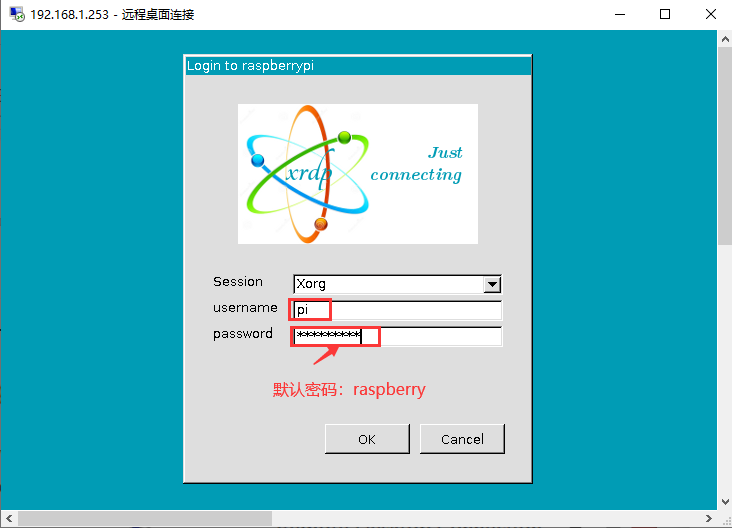 192.168.1.253 - 远程桌面连接
Login to raspberrypi
xrdp
Just
connecting
Session
Xorg
username
pi
password
*********
默认密码：raspberry
OK
Cancel